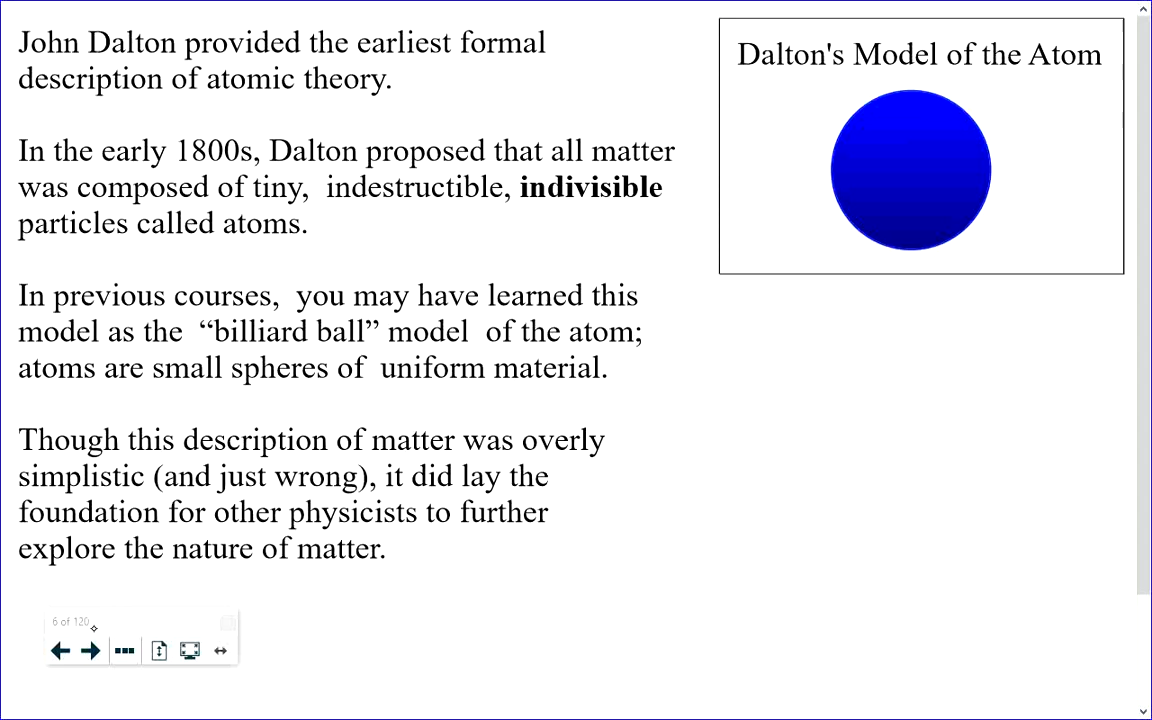 John Dalton provided the earliest formal
description of atomic theory.
In the early 1800s, Dalton proposed that all matter
was composed of tiny, indestructible, indivisible
particles called atoms.
In previous courses, you may have learned this
model as the “billiard ball” model of the atom;
atoms are small spheres of uniform material.
Though this description of matter was overly
simplistic (and just wrong), it did lay the
foundation for other physicists to further
explore the nature of matter.
Dalton's Model of the Atom
6 of 120